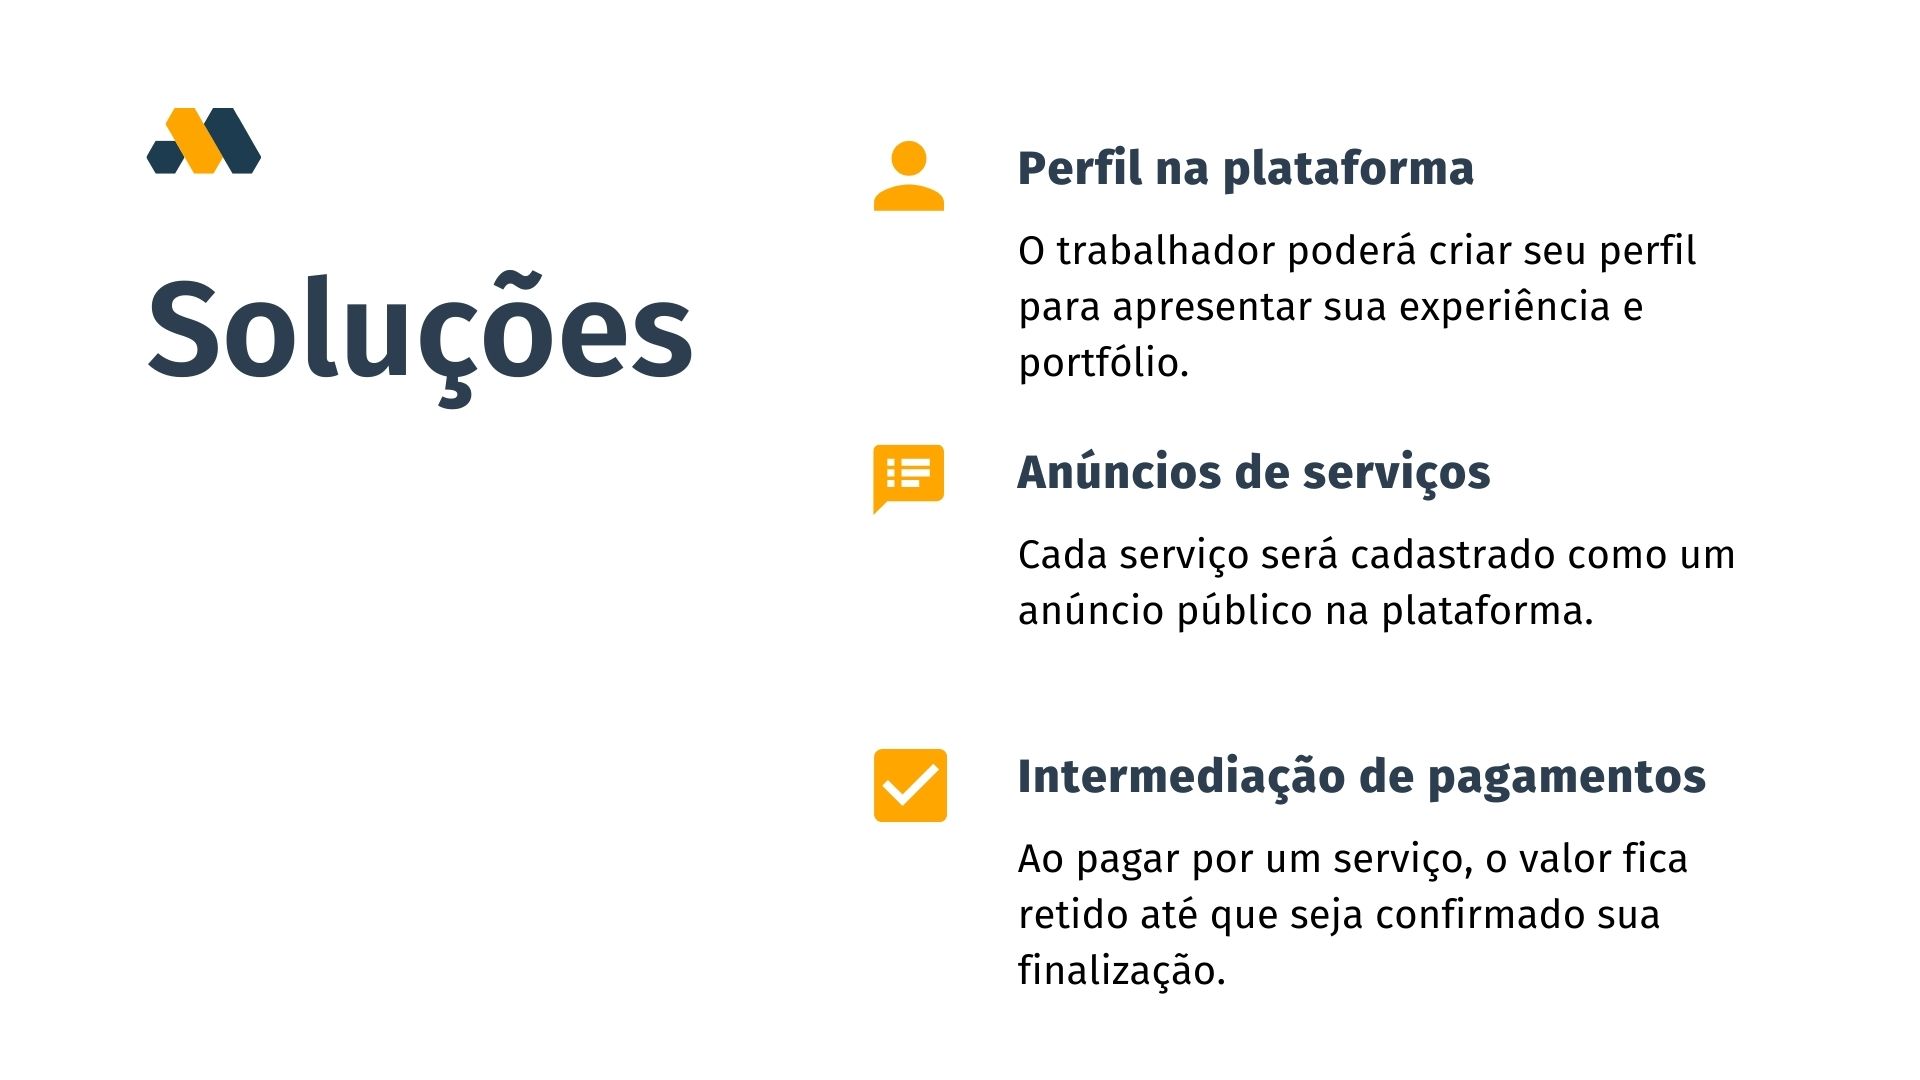 Soluções
Perfil na plataforma
O trabalhador poderá criar seu perfil
para apresentar sua experiência e
portfólio.
Anúncios de serviços
Cada serviço será cadastrado como um
anúncio público na plataforma.
Intermediação de pagamentos
Ao pagar por um serviço, o valor fica
retido até que seja confirmado sua
finalização.